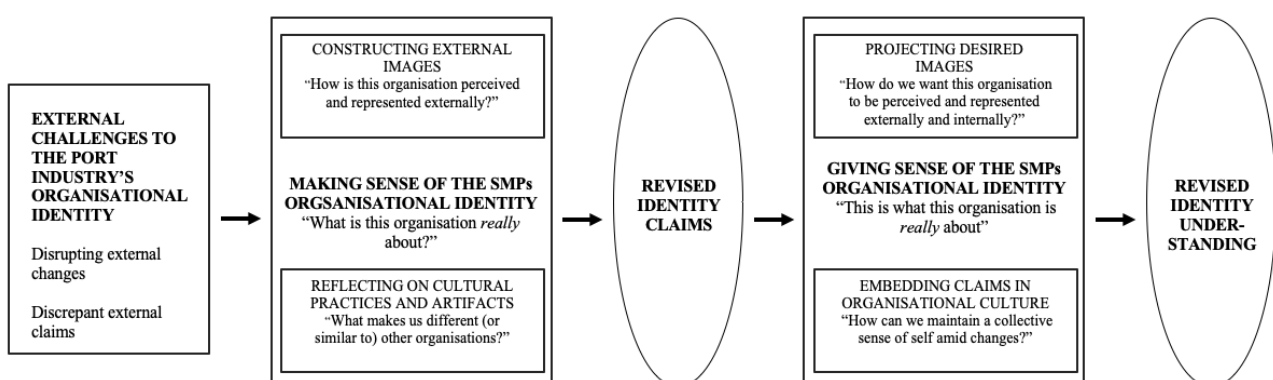 EXTERNAL
CHALLENGES TO
THE PORT
INDUSTRY'S
ORGANISATIONAL
IDENTITY
Disrupting external
changes
Discrepant external
claims
CONSTRUCTING EXTERNAL
IMAGES
“How is this organisation perceived
and represented externally?”
MAKING SENSE OF THE SMPs
ORGSANISATIONAL IDENTITY
“What is this organisation really
about?”
REFLECTING ON CULTURAL
PRACTICES AND ARTIFACTS
“What makes us different (or
similar to) other organisations?”
REVISED
IDENTITY
CLAIMS
PROJECTING DESIRED
IMAGES
“How do we want this organisation
to be perceived and represented
externally and internally?”
GIVING SENSE OF THE SMPs
ORGANISATIONAL IDENTITY
“This is what this organisation is
really about”
EMBEDDING CLAIMS IN
ORGANISATIONAL CULTURE
“How can we maintain a collective
sense of self amid changes?”
REVISED
IDENTITY
UNDER-
STANDING